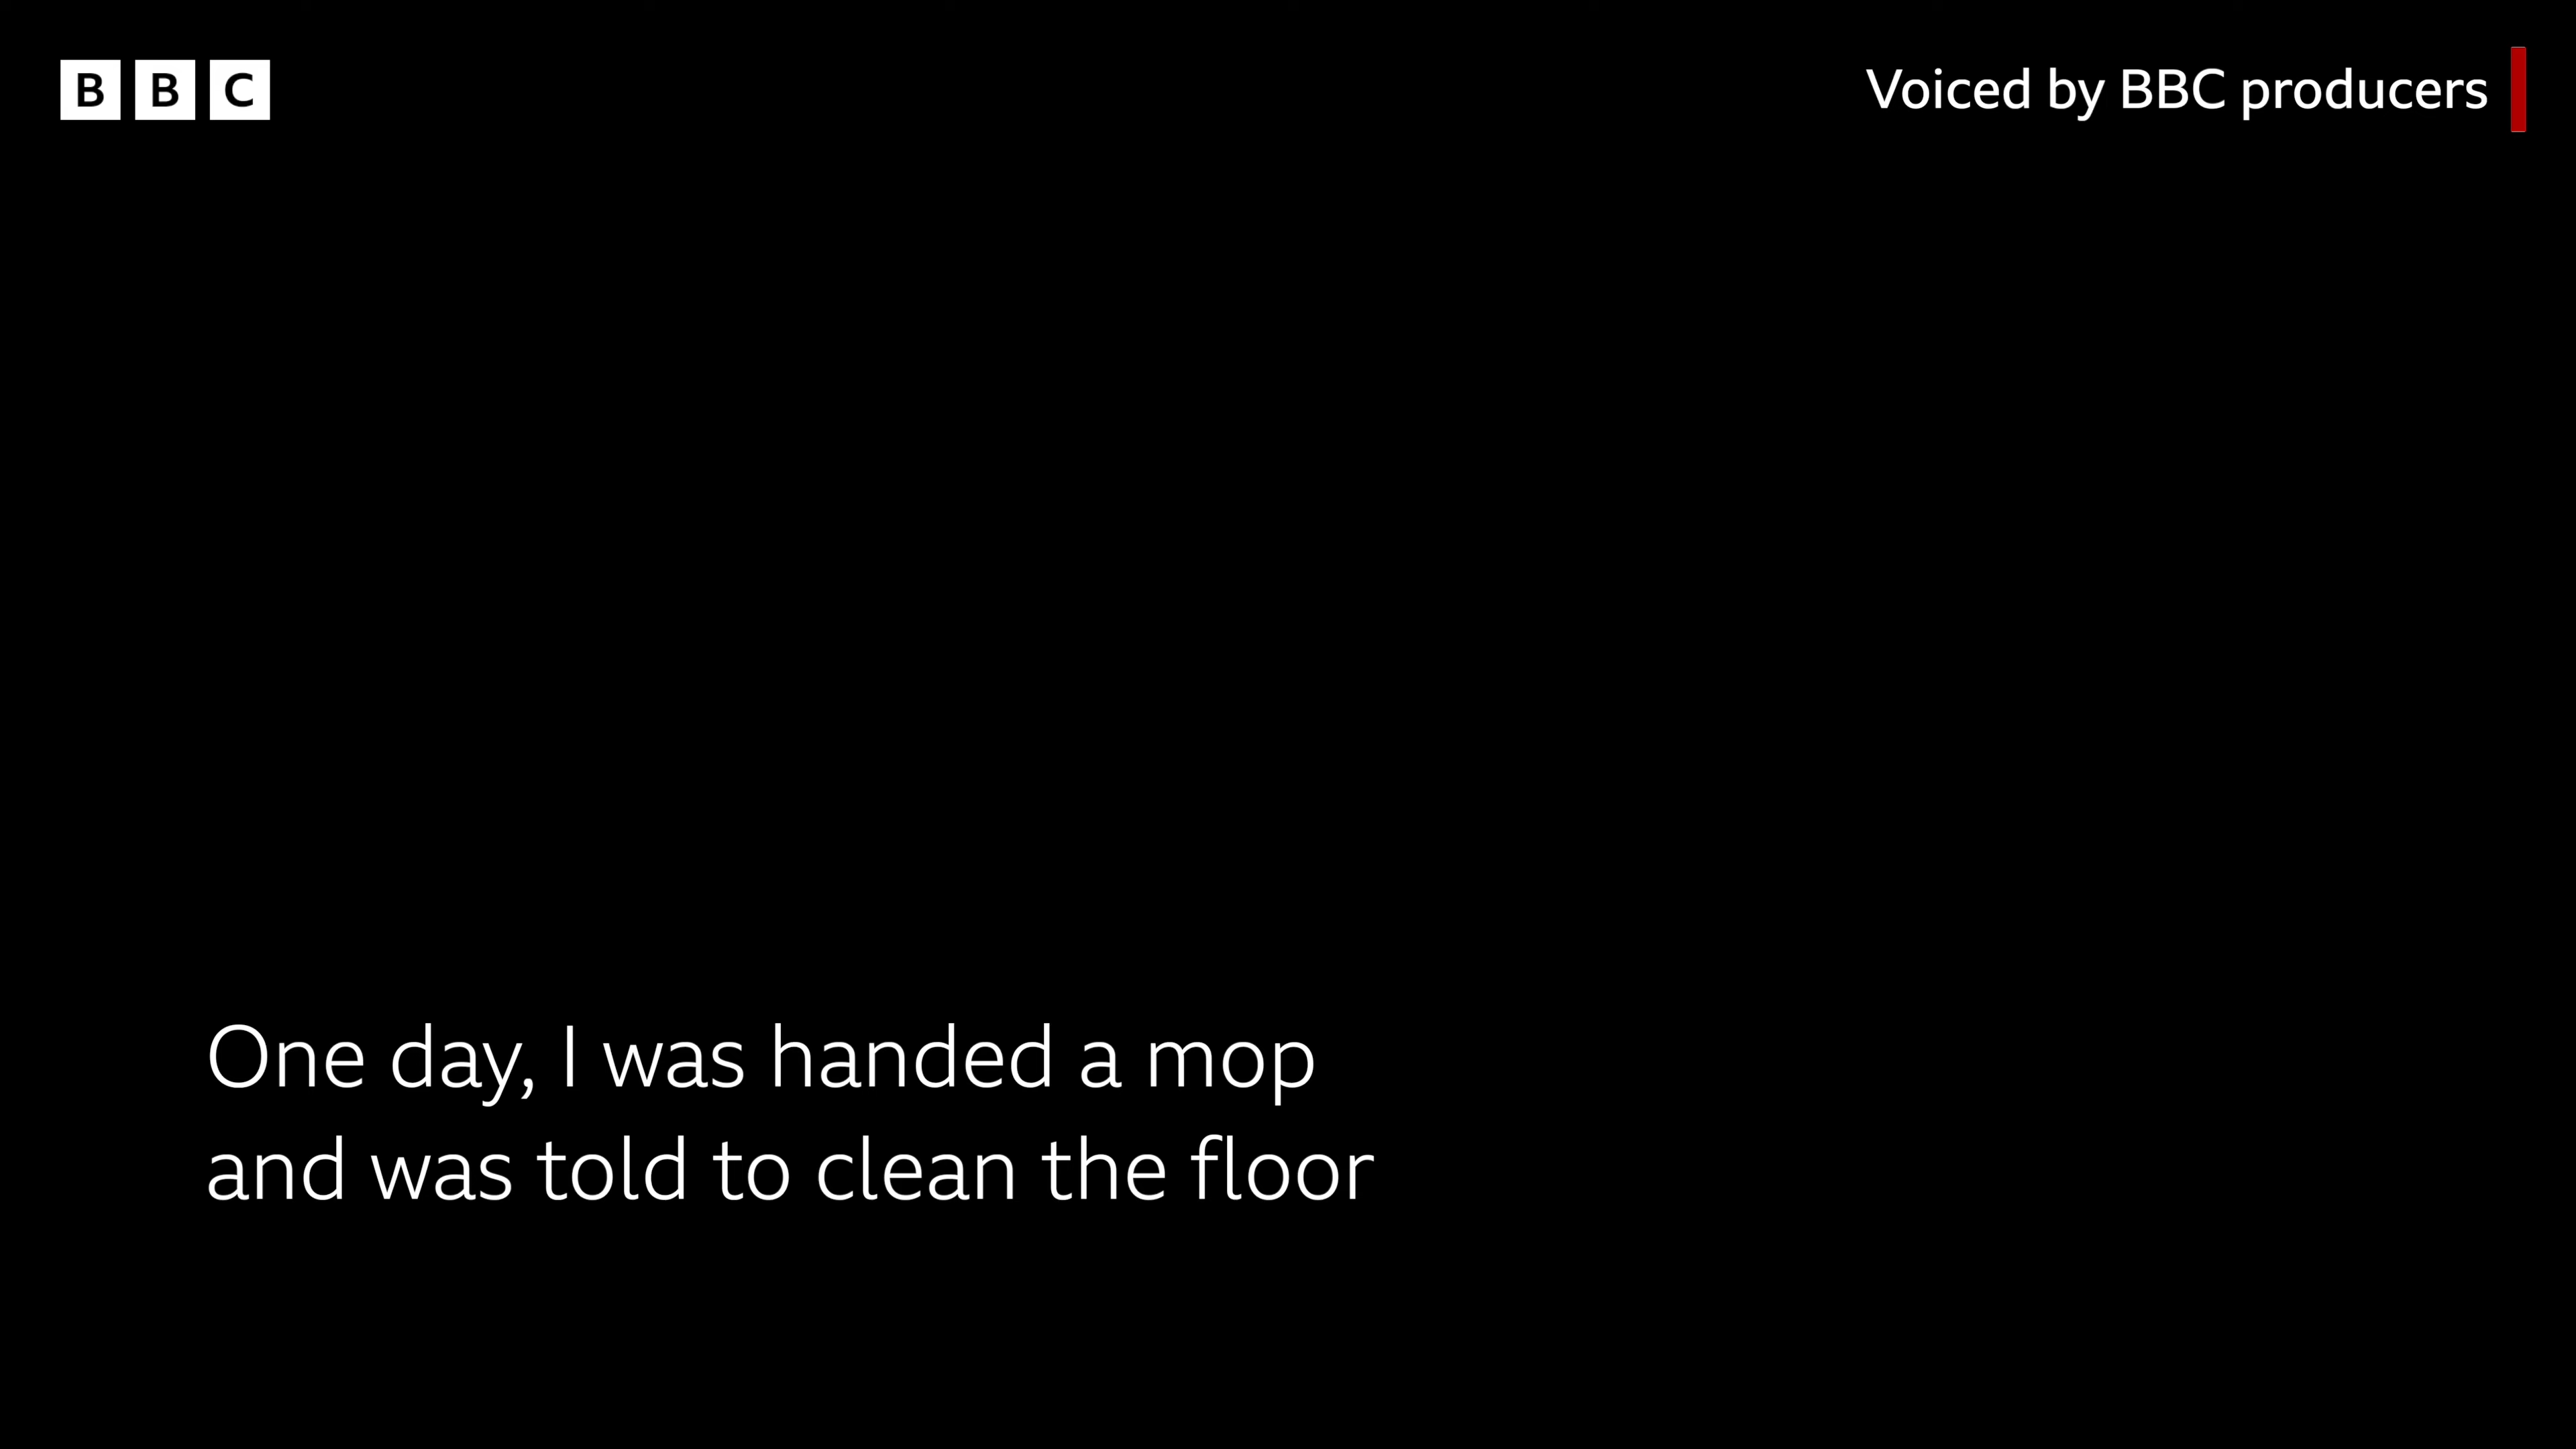 BBC
Voiced by BBC producers
One day, I was handed a mop
and was told to clean the floor